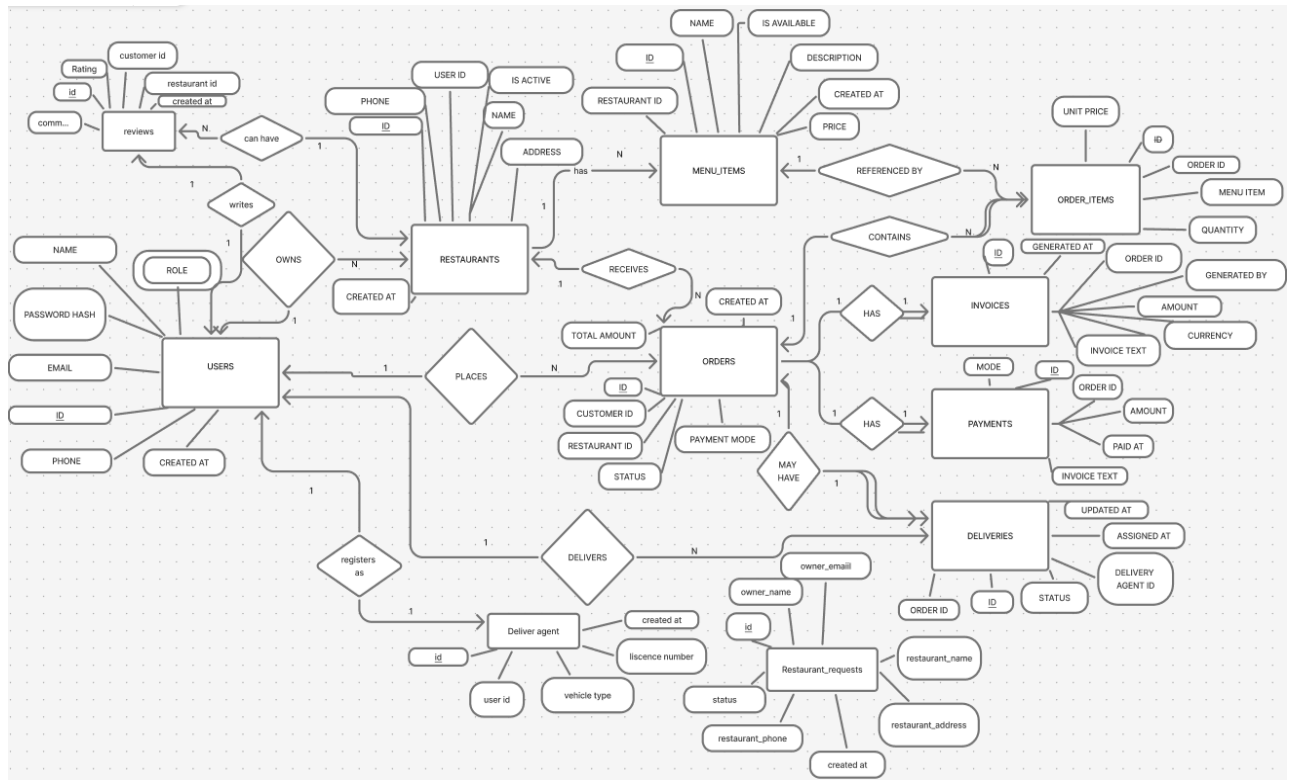 customer id
Rating
restaurant id
id
created at
comm...
reviews
N
can have
1
1
writes
1
PHONE
USER ID
IS ACTIVE
ID
NAME
ADDRESS
RESTAURANTS
CREATED AT
NAME
IS AVAILABLE
ID
DESCRIPTION
RESTAURANT ID
CREATED AT
PRICE
MENU_ITEMS
N
has
1
1
REFERENCED BY
N
UNIT PRICE
ID
ORDER ID
MENU ITEM
QUANTITY
ORDER_ITEMS
CONTAINS
N
.1
OWNS
N
.1
NAME
ROLE
PASSWORD HASH
EMAIL
ID
PHONE
CREATED AT
USERS
RECEIVES
.1
N
CREATED AT
TOTAL AMOUNT
ORDERS
ID
CUSTOMER ID
RESTAURANT ID
STATUS
PAYMENT MODE
1
PLACES
N
ID
GENERATED AT
ORDER ID
GENERATED BY
AMOUNT
CURRENCY
INVOICE TEXT
INVOICES
1
HAS
1
MODE
ID
ORDER ID
AMOUNT
PAID AT
INVOICE TEXT
PAYMENTS
1
HAS
1
1
MAY
HAVE
1
UPDATED AT
ASSIGNED AT
DELIVERY
AGENT ID
STATUS
ID
ORDER ID
DELIVERIES
1
DELIVERS
N
.1
registers
as
.1
Deliver agent
created at
liscence number
vehicle type
user id
id
owner_emaiil
owner_name
id
Restaurant_requests
restaurant_name
status
restaurant_address
restaurant_phone
created at